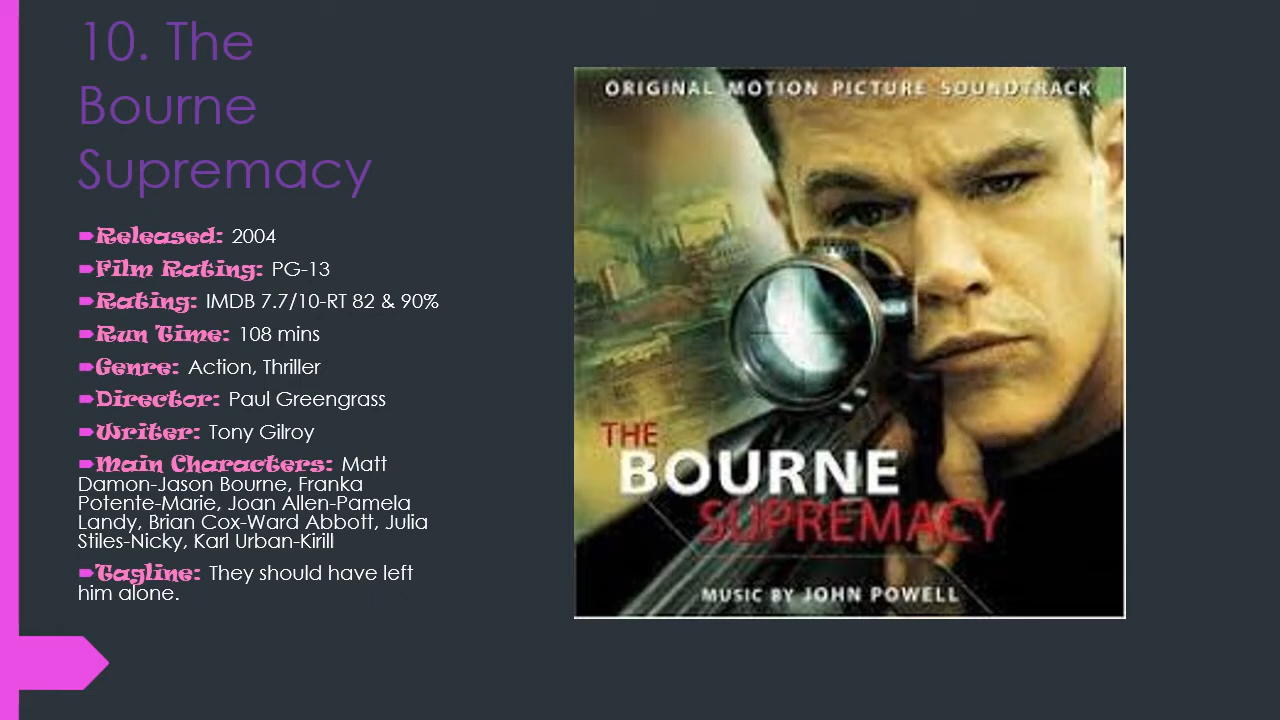 10. The
Bourne
Supremacy
Released: 2004
Film Rating: PG-13
Rating: IMDB 7.7/10-RT 82 & 90%
Run Time: 108 mins
Genre: Action, Thriller
Director: Paul Greengrass
Writer: Tony Gilroy
Main Characters: Matt
Damon-Jason Bourne, Franka
Potente-Marie, Joan Allen-Pamela
Landy, Brian Cox-Ward Abbott, Julia
Stiles-Nicky, Karl Urban-Kirill
Tagline: They should have left
him alone.
ORIGINAL MOTION PICTURE SOUNDTRACK
THE
BOURNE
SUPREMACY
MUSIC BY JOHN POWELL